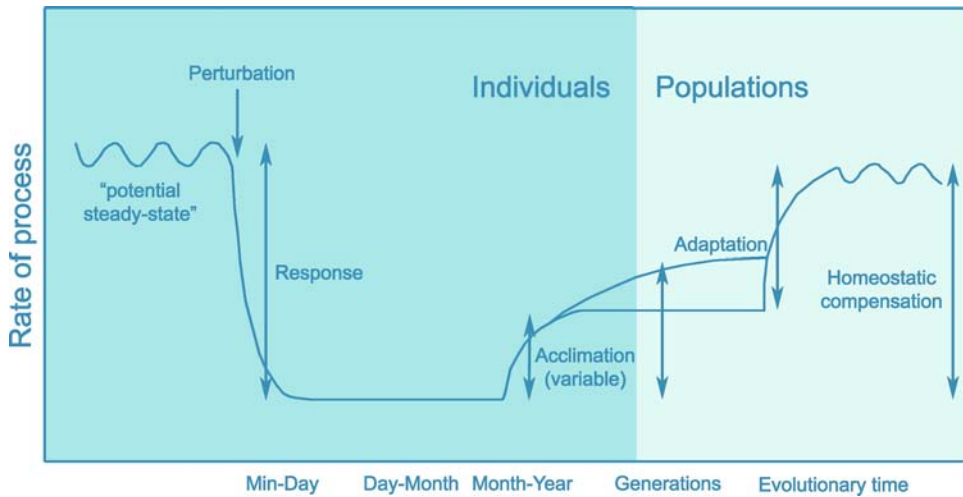 Perturbation
Individuals
Populations
Rate of process
“potential
steady-state”
Response
Adaptation
Homeostatic
compensation
Acclimation
(variable)
Min-Day
Day-Month
Month-Year
Generations
Evolutionary time